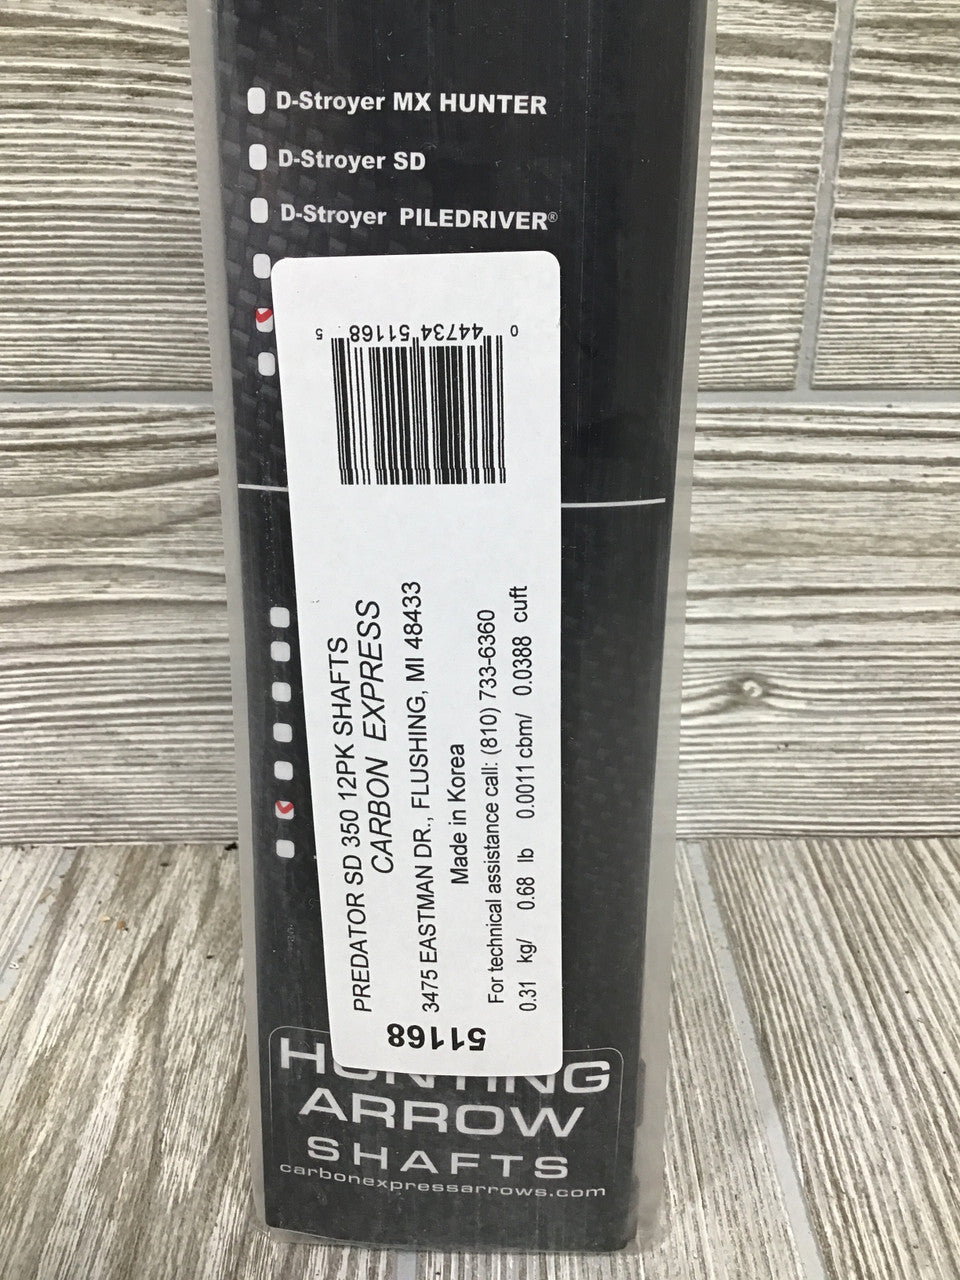 D-Stroyer MX HUNTER
D-Stroyer SD
D-Stroyer PILEDRIVER®
0 44734 51168 5
PREDATOR SD 350 12PK SHAFTS
CARBON EXPRESS
3475 EASTMAN DR., FLUSHING, MI 48433
Made in Korea
For technical assistance call: (810) 733-6360
0.31 kg/ 0.68 lb 0.0011 cbm/ 0.0388 cuft
51168
HUNTING
ARROW
SHAFTS
carbonexpressarrows.com